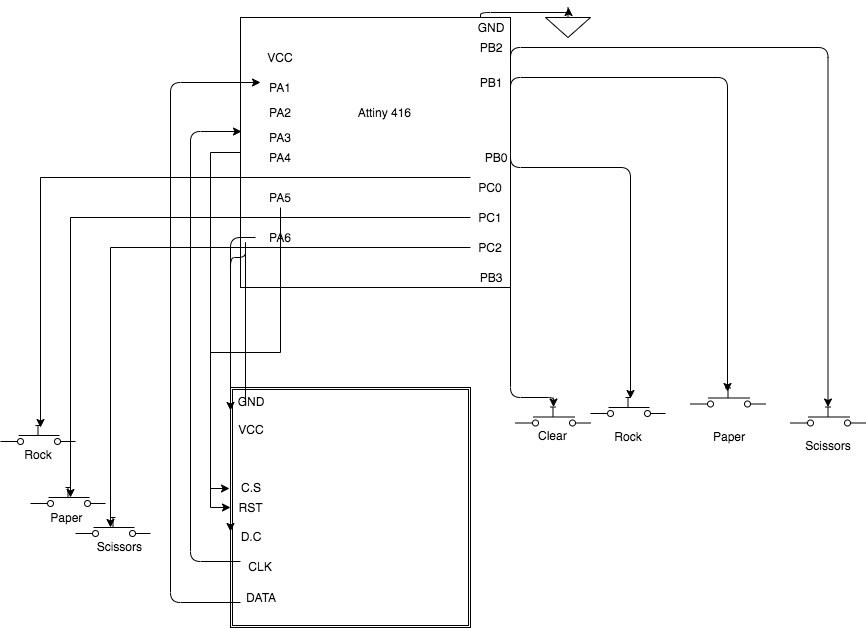 GND
PB2
VCC
PB1
PA1
PA2
Attiny 416
PA3
PA4
PB0
PC0
PA5
PC1
PA6
PC2
PB3
GND
VCC
C.S
RST
D.C
CLK
DATA
Rock
Paper
Scissors
Clear
Rock
Paper
Scissors